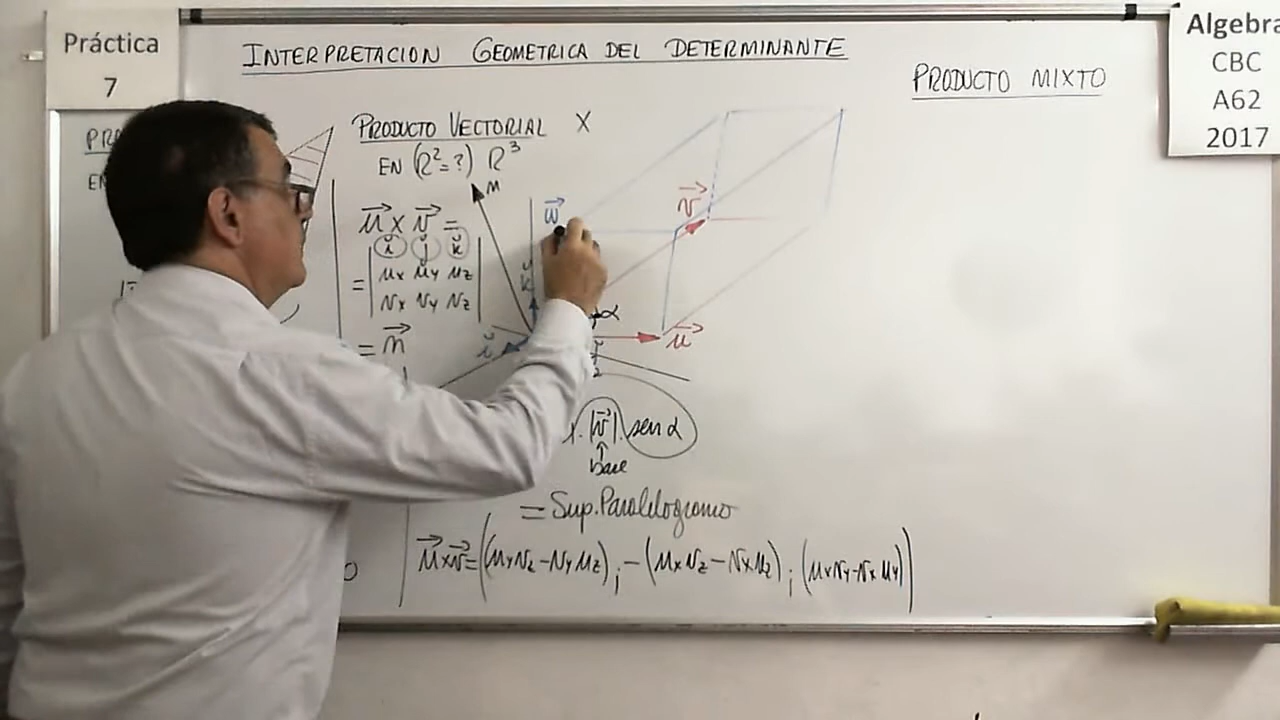 Práctica
7
INTERPRETACION GEOMETRICA DEL DETERMINANTE
PRODUCTO MIXTO
Algebra
CBC
A62
2017
PRODUCTO VECTORIAL X
EN (R²=?) R³
n
w
v
u x v =
i j k
= ux uy uz
vx vy vz
= n
k
i
α
u
. |v| . sen α
base
= Sup. Paralelogramo
u x v = ((uy vz - vy uz) ; - (ux vz - vx uz) ; (ux vy - vx uy))